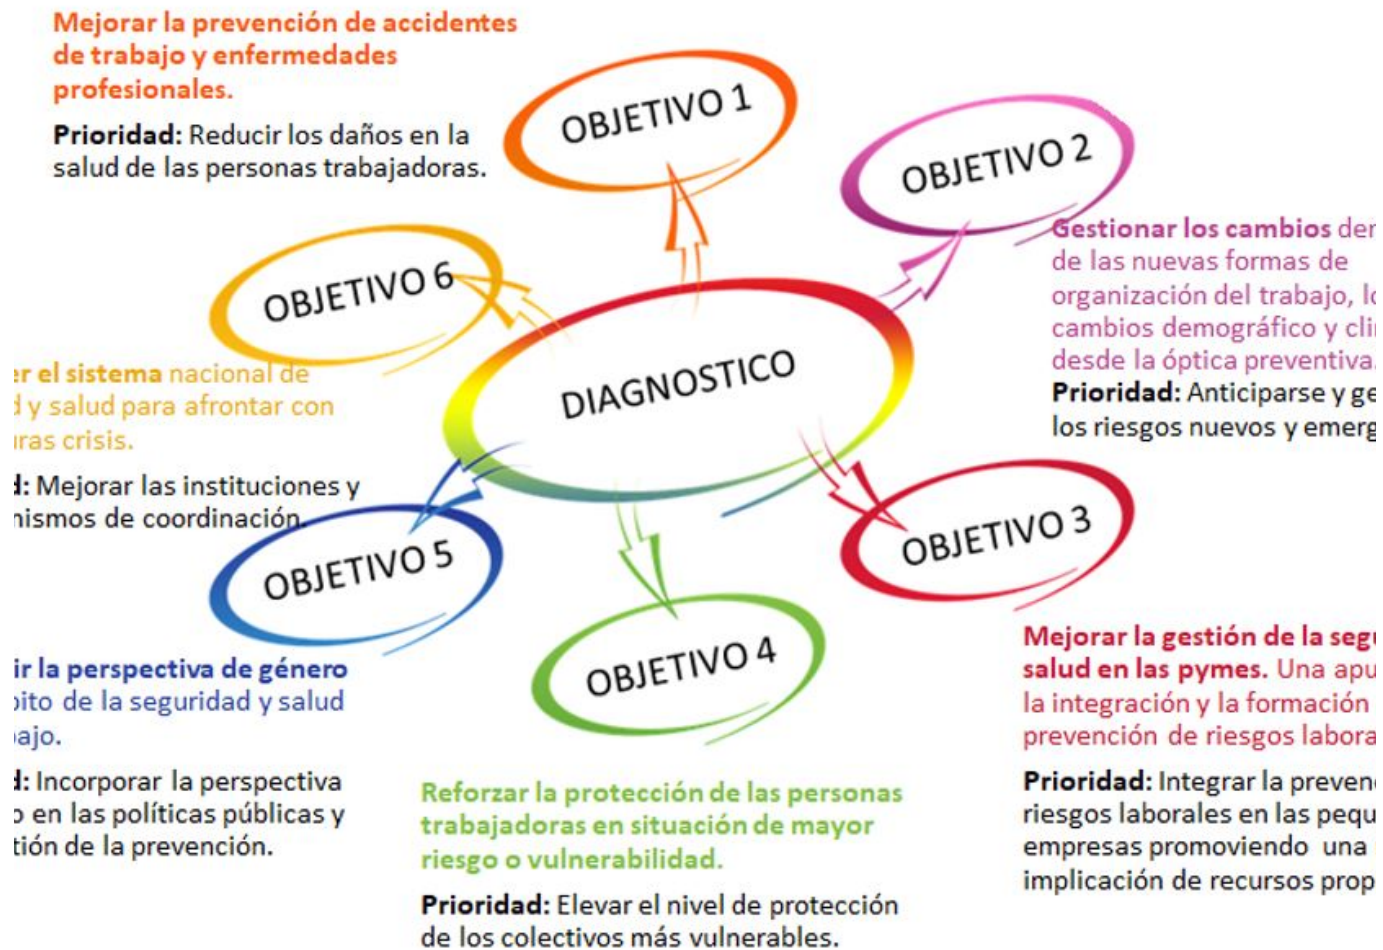 Mejorar la prevención de accidentes
de trabajo y enfermedades
profesionales.
Prioridad: Reducir los daños en la
salud de las personas trabajadoras.
OBJETIVO 1
OBJETIVO 2
Gestionar los cambios
de las nuevas formas de
organización del trabajo,
cambios demográfico y
desde la óptica preventiva.
Prioridad: Anticiparse y
los riesgos nuevos y
OBJETIVO 6
el sistema nacional de
y salud para afrontar con
crisis.
Mejorar las instituciones y
de coordinación.
DIAGNOSTICO
OBJETIVO 3
Mejorar la gestión de la
salud en las pymes. Una
la integración y la formación
prevención de riesgos
Prioridad: Integrar la
riesgos laborales en las
empresas promoviendo una
implicación de recursos
OBJETIVO 5
la perspectiva de género
de la seguridad y salud
Incorporar la perspectiva
en las políticas públicas y
de la prevención.
OBJETIVO 4
Reforzar la protección de las personas
trabajadoras en situación de mayor
riesgo o vulnerabilidad.
Prioridad: Elevar el nivel de protección
de los colectivos más vulnerables.